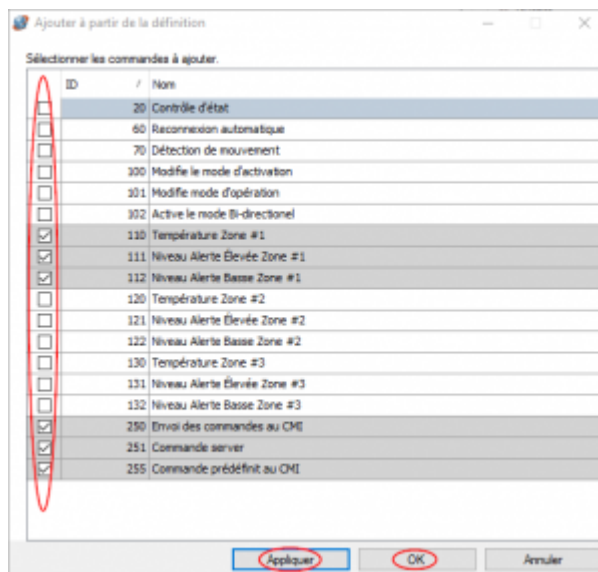 Ajouter à partir de la définition
Sélectionner les commandes à ajouter.
ID / Nom
20 Contrôle d'état
60 Reconnexion automatique
70 Détection de mouvement
100 Modifie le mode d'activation
101 Modifie mode d'opération
102 Active le mode Bi-directionel
110 Température Zone #1
111 Niveau Alerte Élevée Zone #1
112 Niveau Alerte Basse Zone #1
120 Température Zone #2
121 Niveau Alerte Élevée Zone #2
122 Niveau Alerte Basse Zone #2
130 Température Zone #3
131 Niveau Alerte Élevée Zone #3
132 Niveau Alerte Basse Zone #3
250 Envoi des commandes au CMI
251 Commande server
255 Commande prédéfinit au CMI
Appliquer OK Annuler